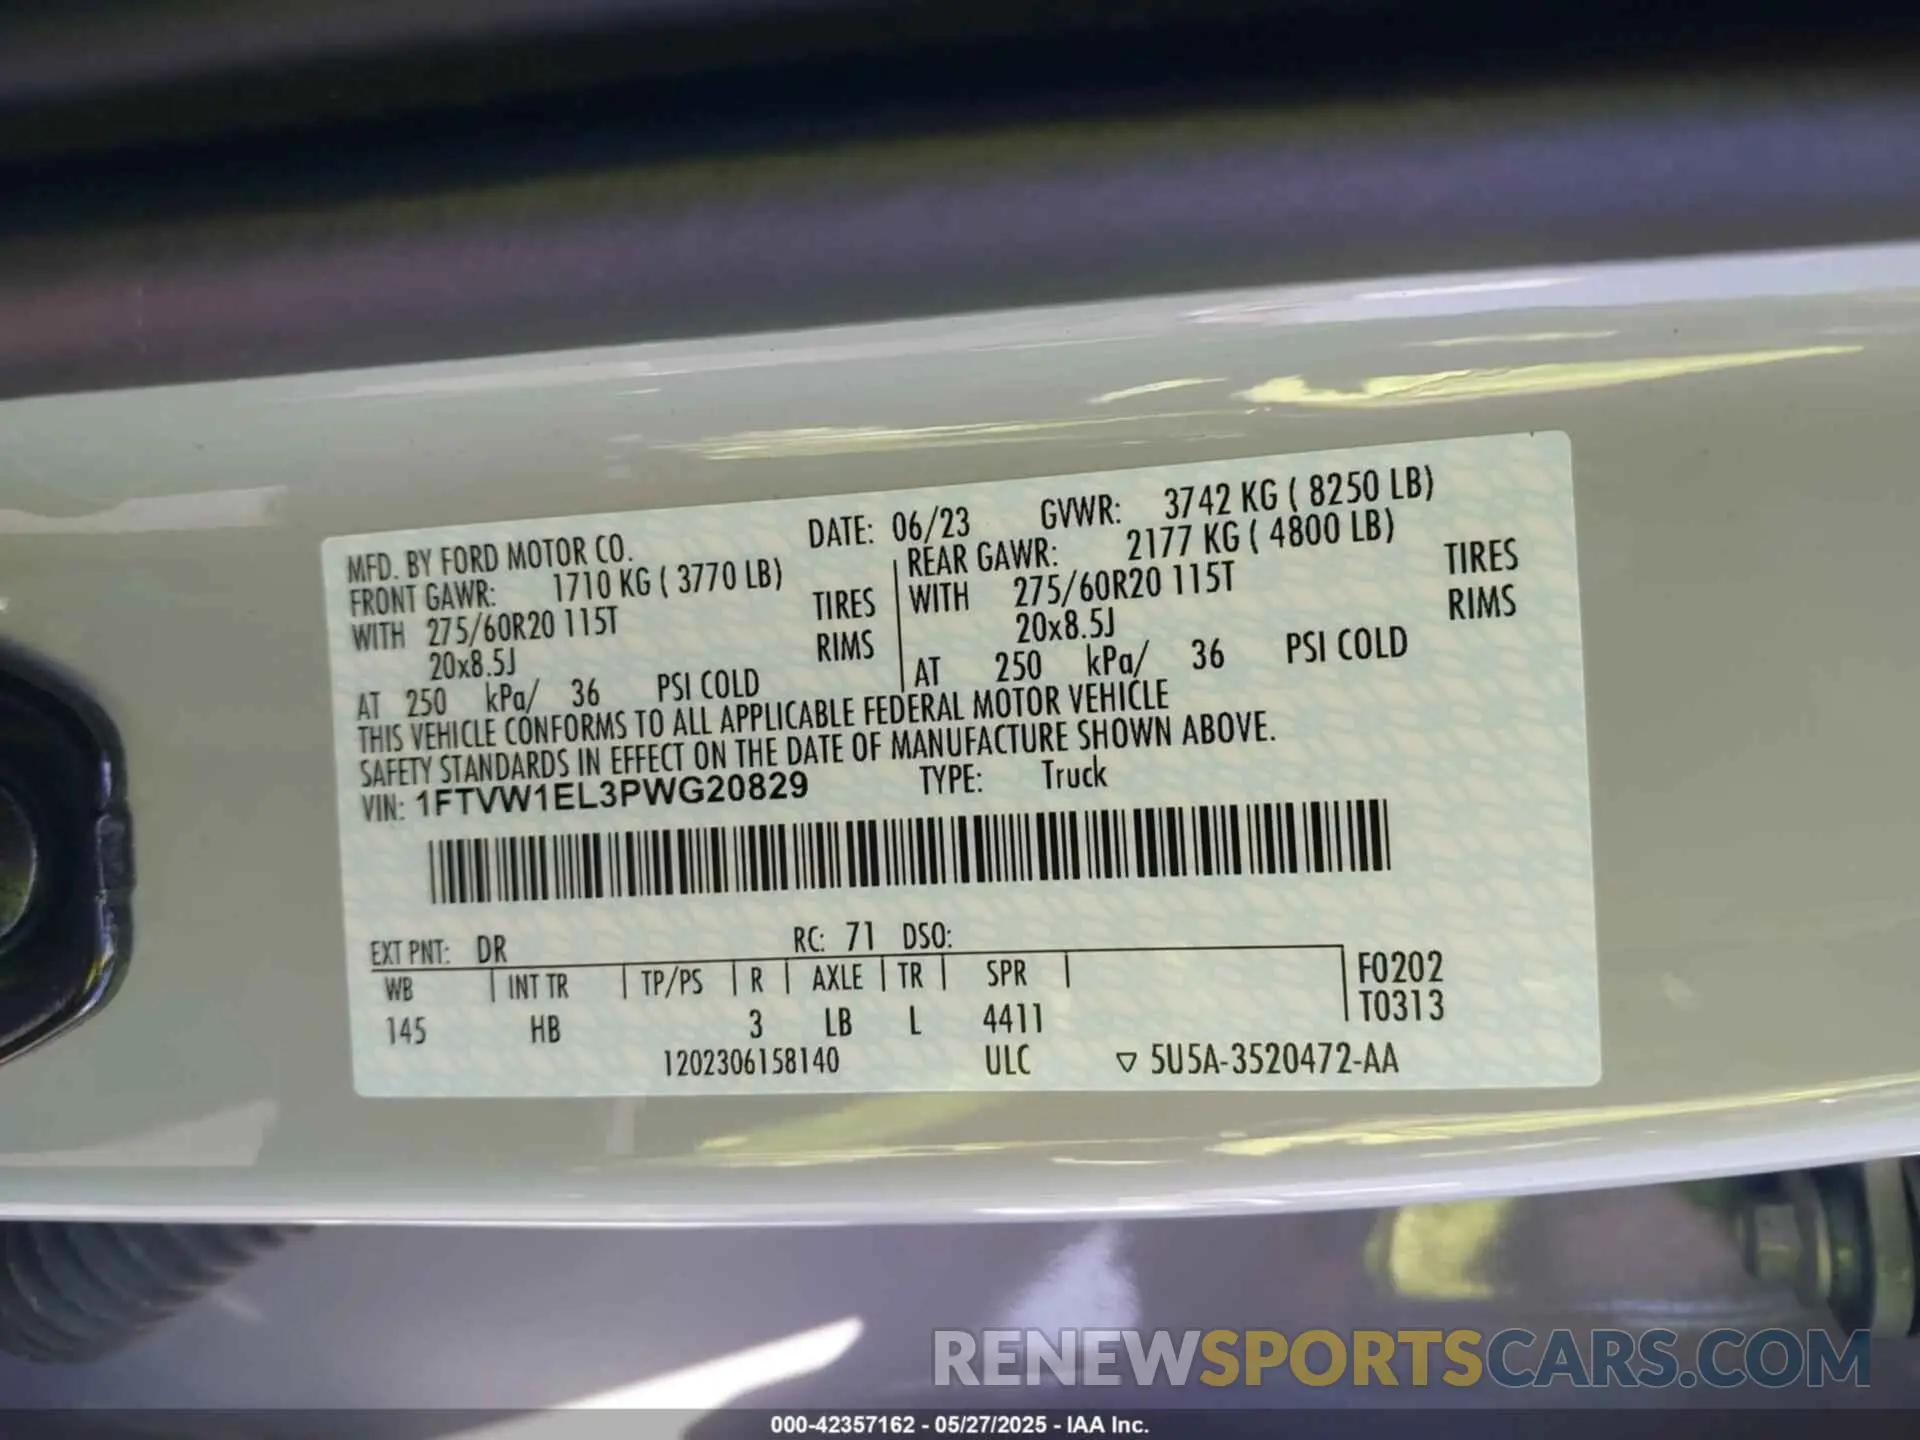 MFD. BY FORD MOTOR CO. DATE: 06/23 GVWR: 3742 KG ( 8250 LB)
FRONT GAWR: 1710 KG ( 3770 LB) REAR GAWR: 2177 KG ( 4800 LB)
WITH 275/60R20 115T TIRES WITH 275/60R20 115T TIRES
20x8.5J RIMS 20x8.5J RIMS
AT 250 kPa/ 36 PSI COLD AT 250 kPa/ 36 PSI COLD
THIS VEHICLE CONFORMS TO ALL APPLICABLE FEDERAL MOTOR VEHICLE
SAFETY STANDARDS IN EFFECT ON THE DATE OF MANUFACTURE SHOWN ABOVE.
VIN: 1FTVW1EL3PWG20829 TYPE: Truck
EXT PNT: DR RC: 71 DSO:
WB INT TR TP/PS R AXLE TR SPR F0202
145 HB 3 LB L 4411 T0313
1202306158140 ULC ▽ 5U5A-3520472-AA
RENEWSPORTSCARS.COM
000-42357162 - 05/27/2025 - IAA Inc.